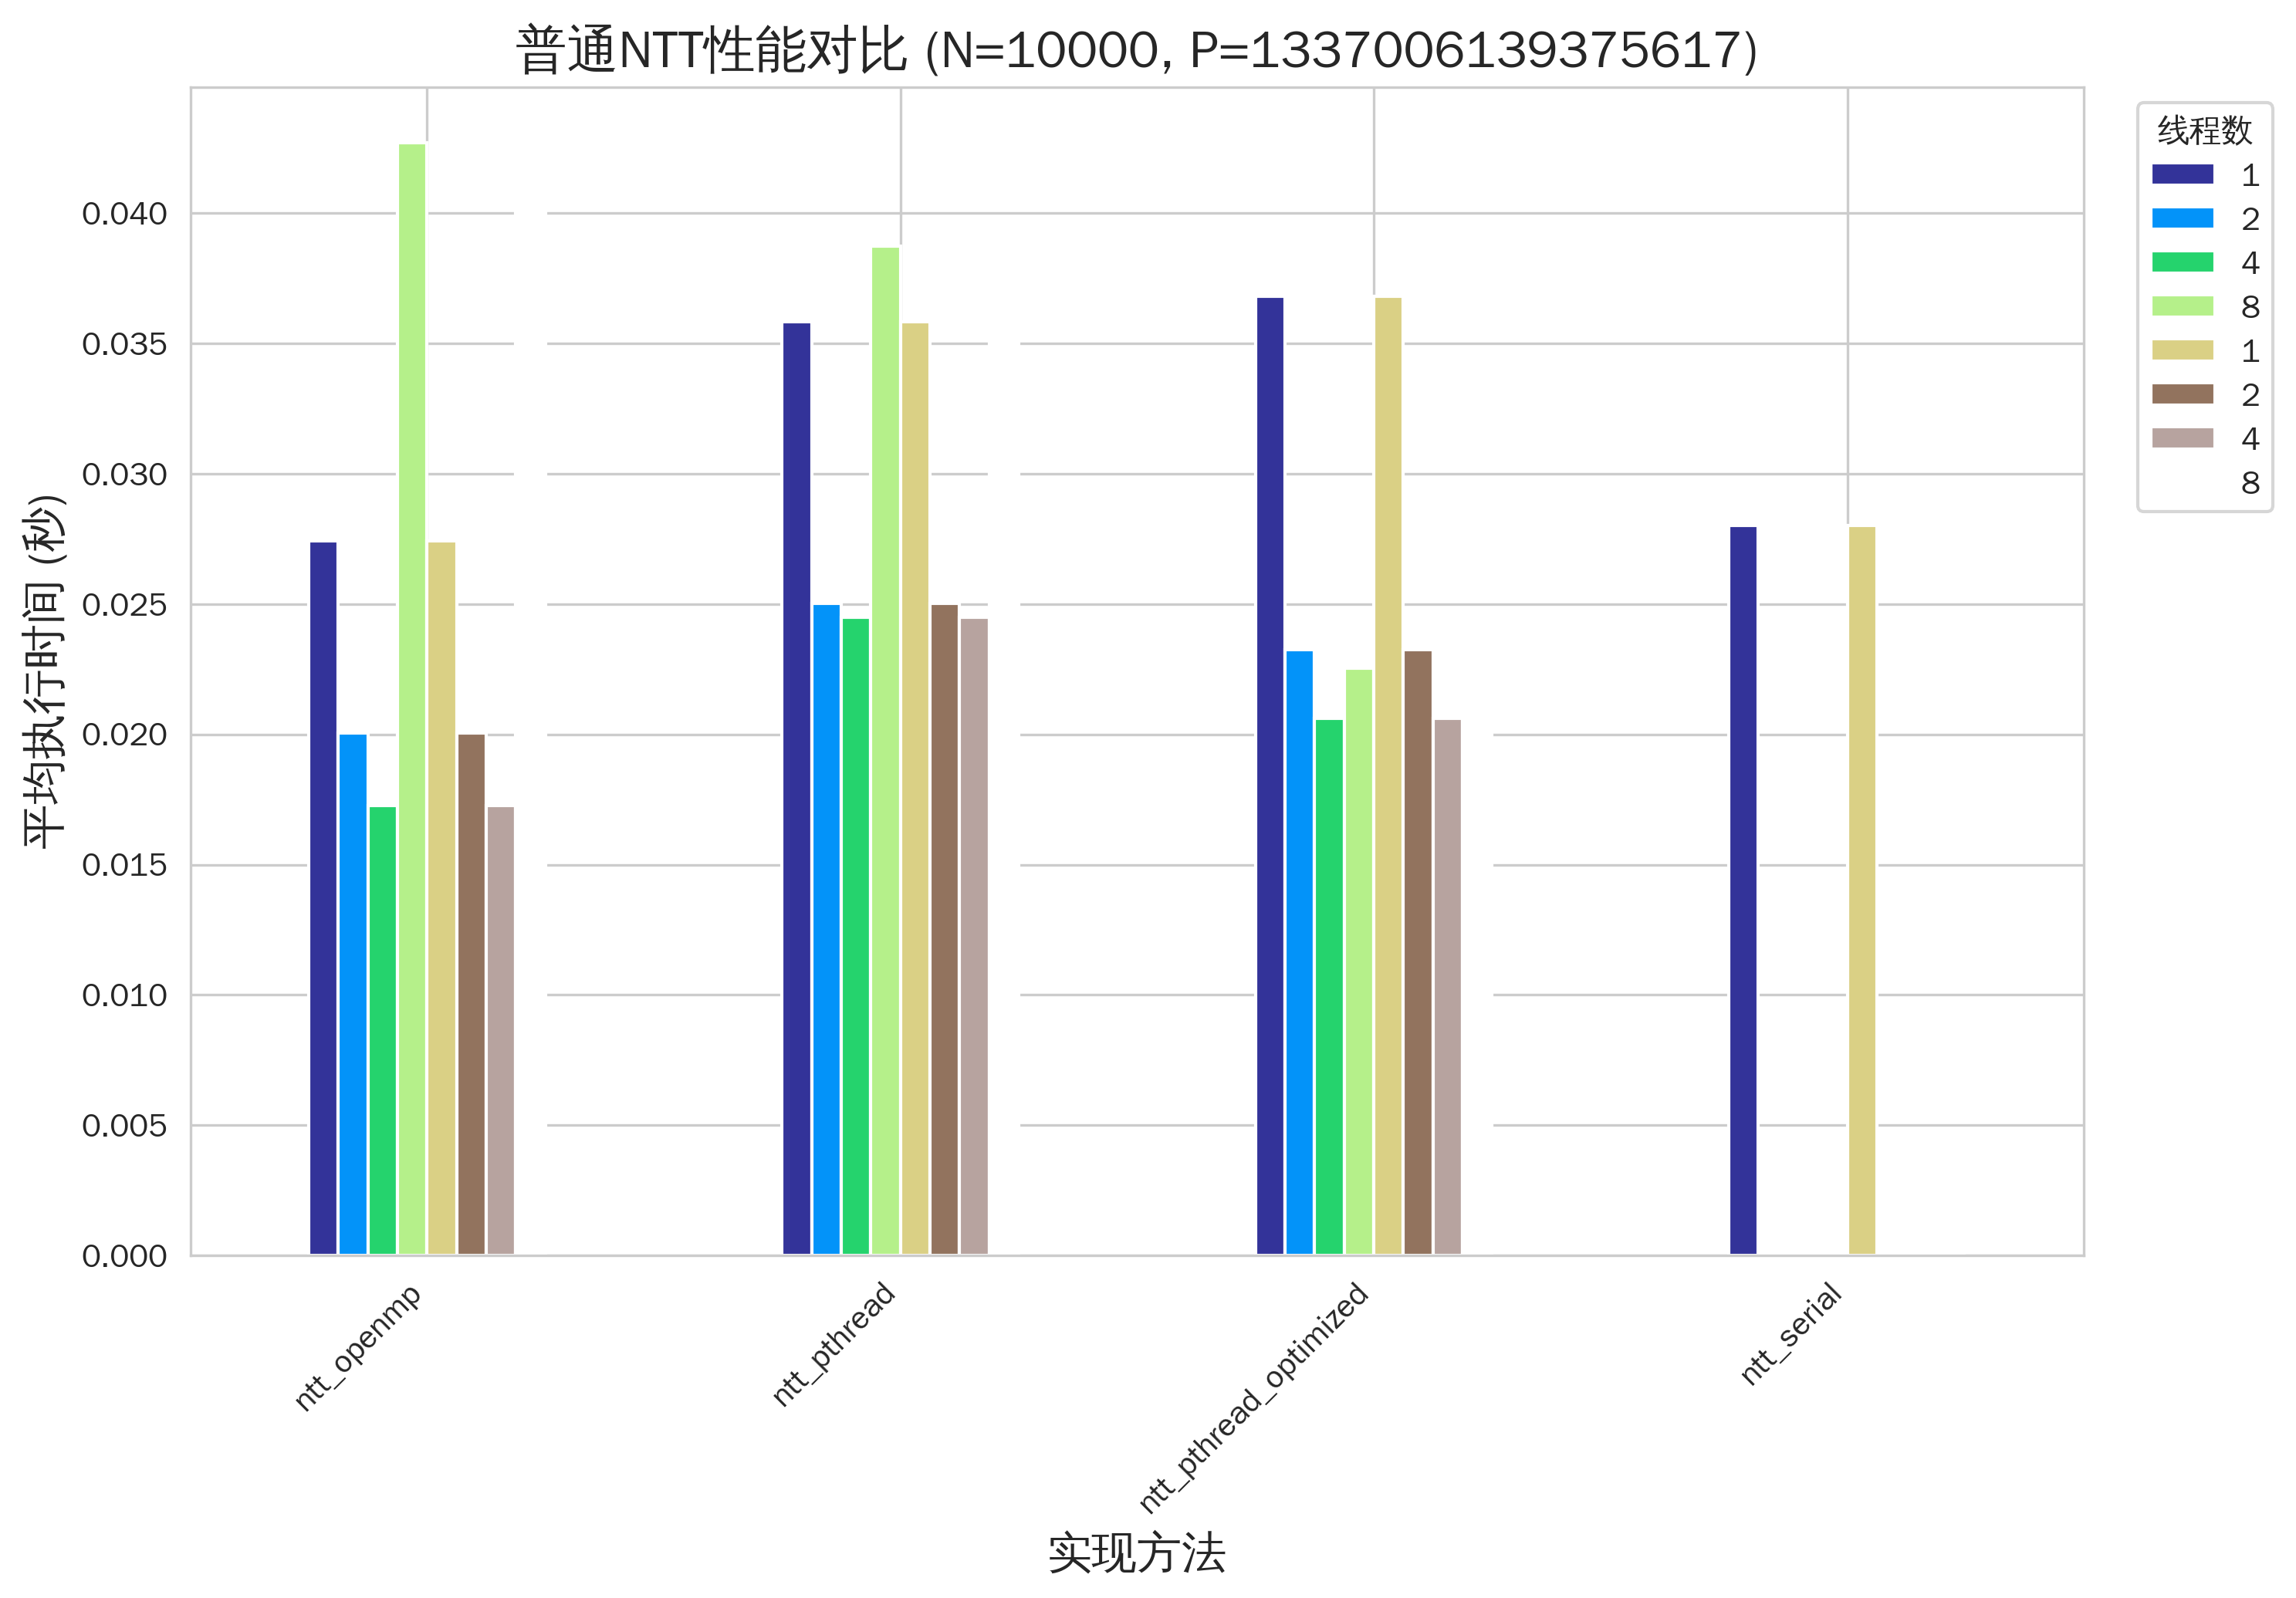 普通NTT性能对比 (N=10000, P=1337006139375617)
平均执行时间 (秒)
0.040
0.035
0.030
0.025
0.020
0.015
0.010
0.005
0.000
ntt_openmp
ntt_pthread
ntt_pthread_optimized
ntt_serial
实现方法
线程数
1
2
4
8
1
2
4
8